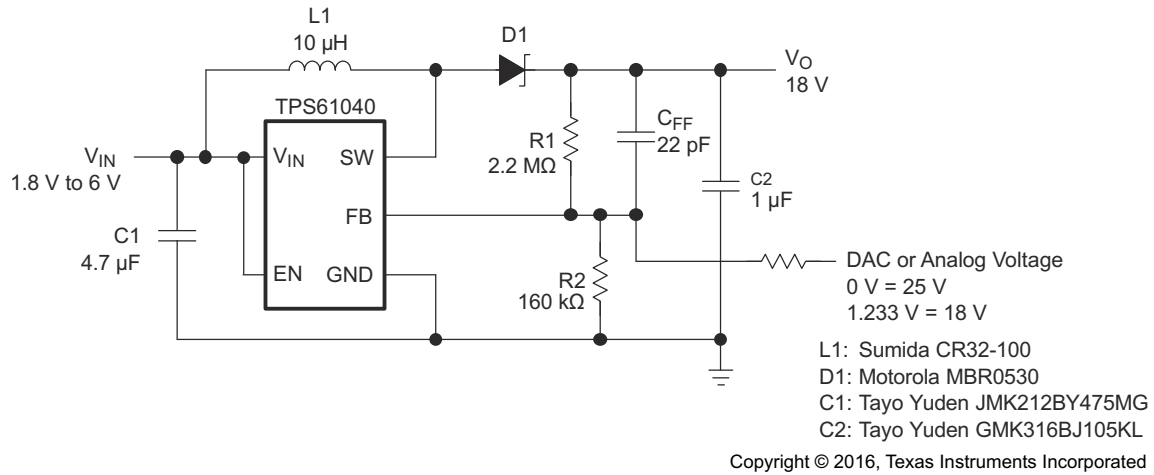 L1
10 µH
D1
VO
18 V
TPS61040
VIN
1.8 V to 6 V
VIN
SW
R1
2.2 MΩ
CFF
22 pF
C2
1 µF
FB
C1
4.7 µF
EN
GND
R2
160 kΩ
DAC or Analog Voltage
0 V = 25 V
1.233 V = 18 V
L1: Sumida CR32-100
D1: Motorola MBR0530
C1: Tayo Yuden JMK212BY475MG
C2: Tayo Yuden GMK316BJ105KL
Copyright © 2016, Texas Instruments Incorporated